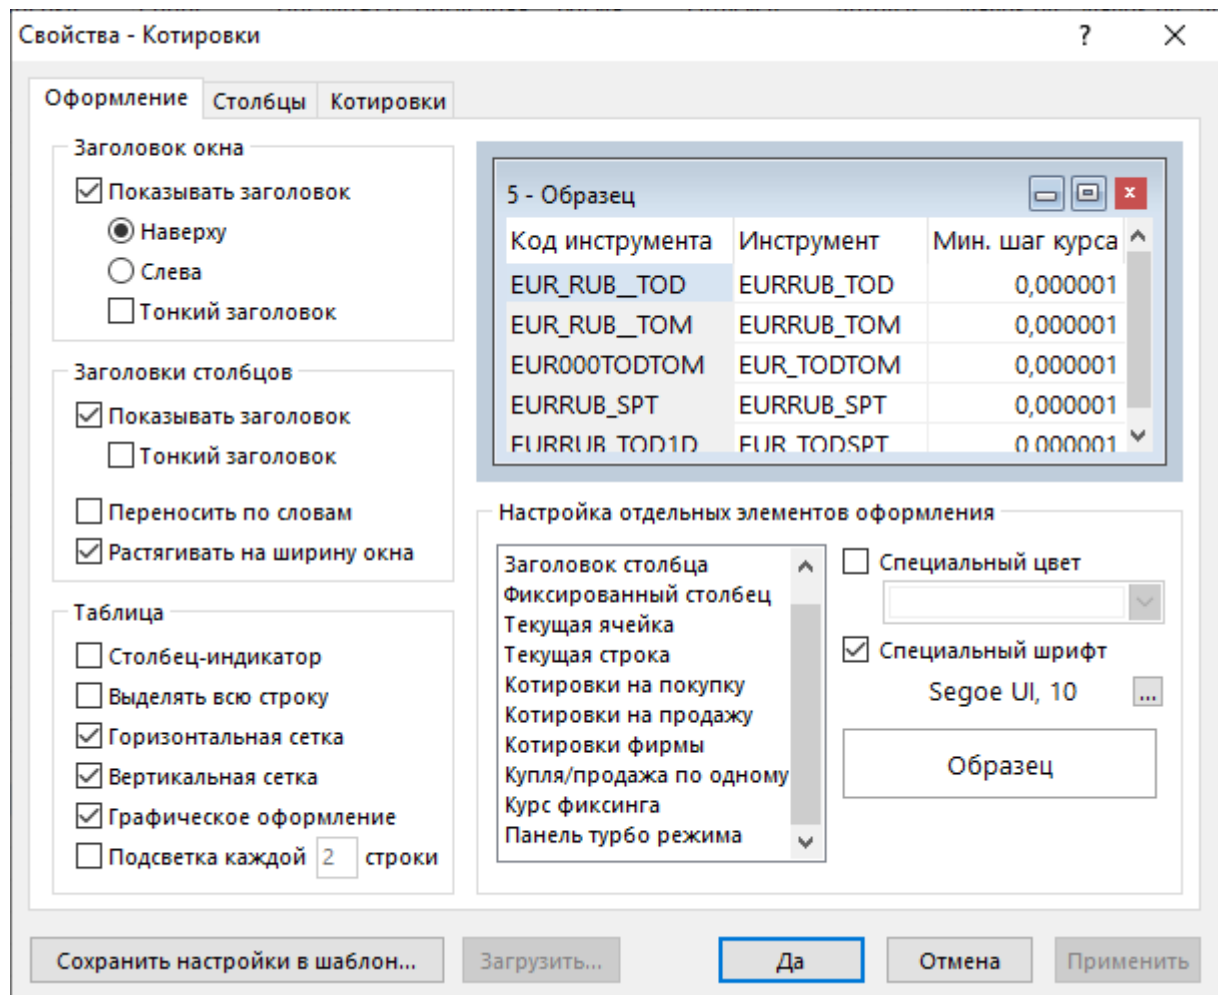 Свойства - Котировки
?
Оформление Столбцы Котировки
Заголовок окна
Показывать заголовок
Наверху
Слева
Тонкий заголовок
Заголовки столбцов
Показывать заголовок
Тонкий заголовок
Переносить по словам
Растягивать на ширину окна
Таблица
Столбец-индикатор
Выделять всю строку
Горизонтальная сетка
Вертикальная сетка
Графическое оформление
Подсветка каждой 2 строки
5 - Образец
Код инструмента Инструмент Мин. шаг курса
EUR_RUB__TOD EURRUB_TOD 0,000001
EUR_RUB__TOM EURRUB_TOM 0,000001
EUR000TODTOM EUR_TODTOM 0,000001
EURRUB_SPT EURRUB_SPT 0,000001
EURRUB_TOD1D EUR_TODSPT 0,000001
Настройка отдельных элементов оформления
Заголовок столбца
Фиксированный столбец
Текущая ячейка
Текущая строка
Котировки на покупку
Котировки на продажу
Котировки фирмы
Купля/продажа по одному
Курс фиксинга
Панель турбо режима
Специальный цвет
Специальный шрифт
Segoe UI, 10 ...
Образец
Сохранить настройки в шаблон... Загрузить... Да Отмена Применить